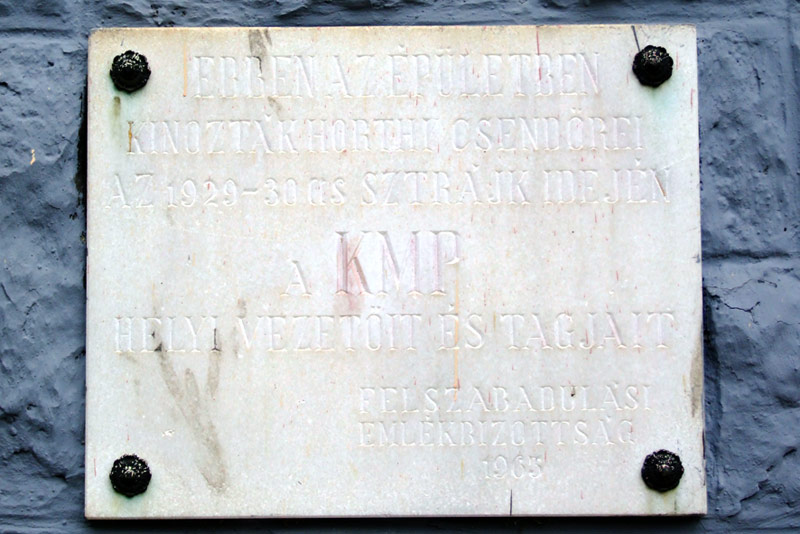 EBBEN AZ ÉPÜLETBEN
KINOZTÁK HORTHI CSENDŐREI
AZ 1929-30 as SZTRÁJK IDEJÉN
A KMP
HELYI VEZETŐIT ÉS TAGJAIT
FELSZABADULÁSI
EMLÉKBIZOTTSÁG
1965